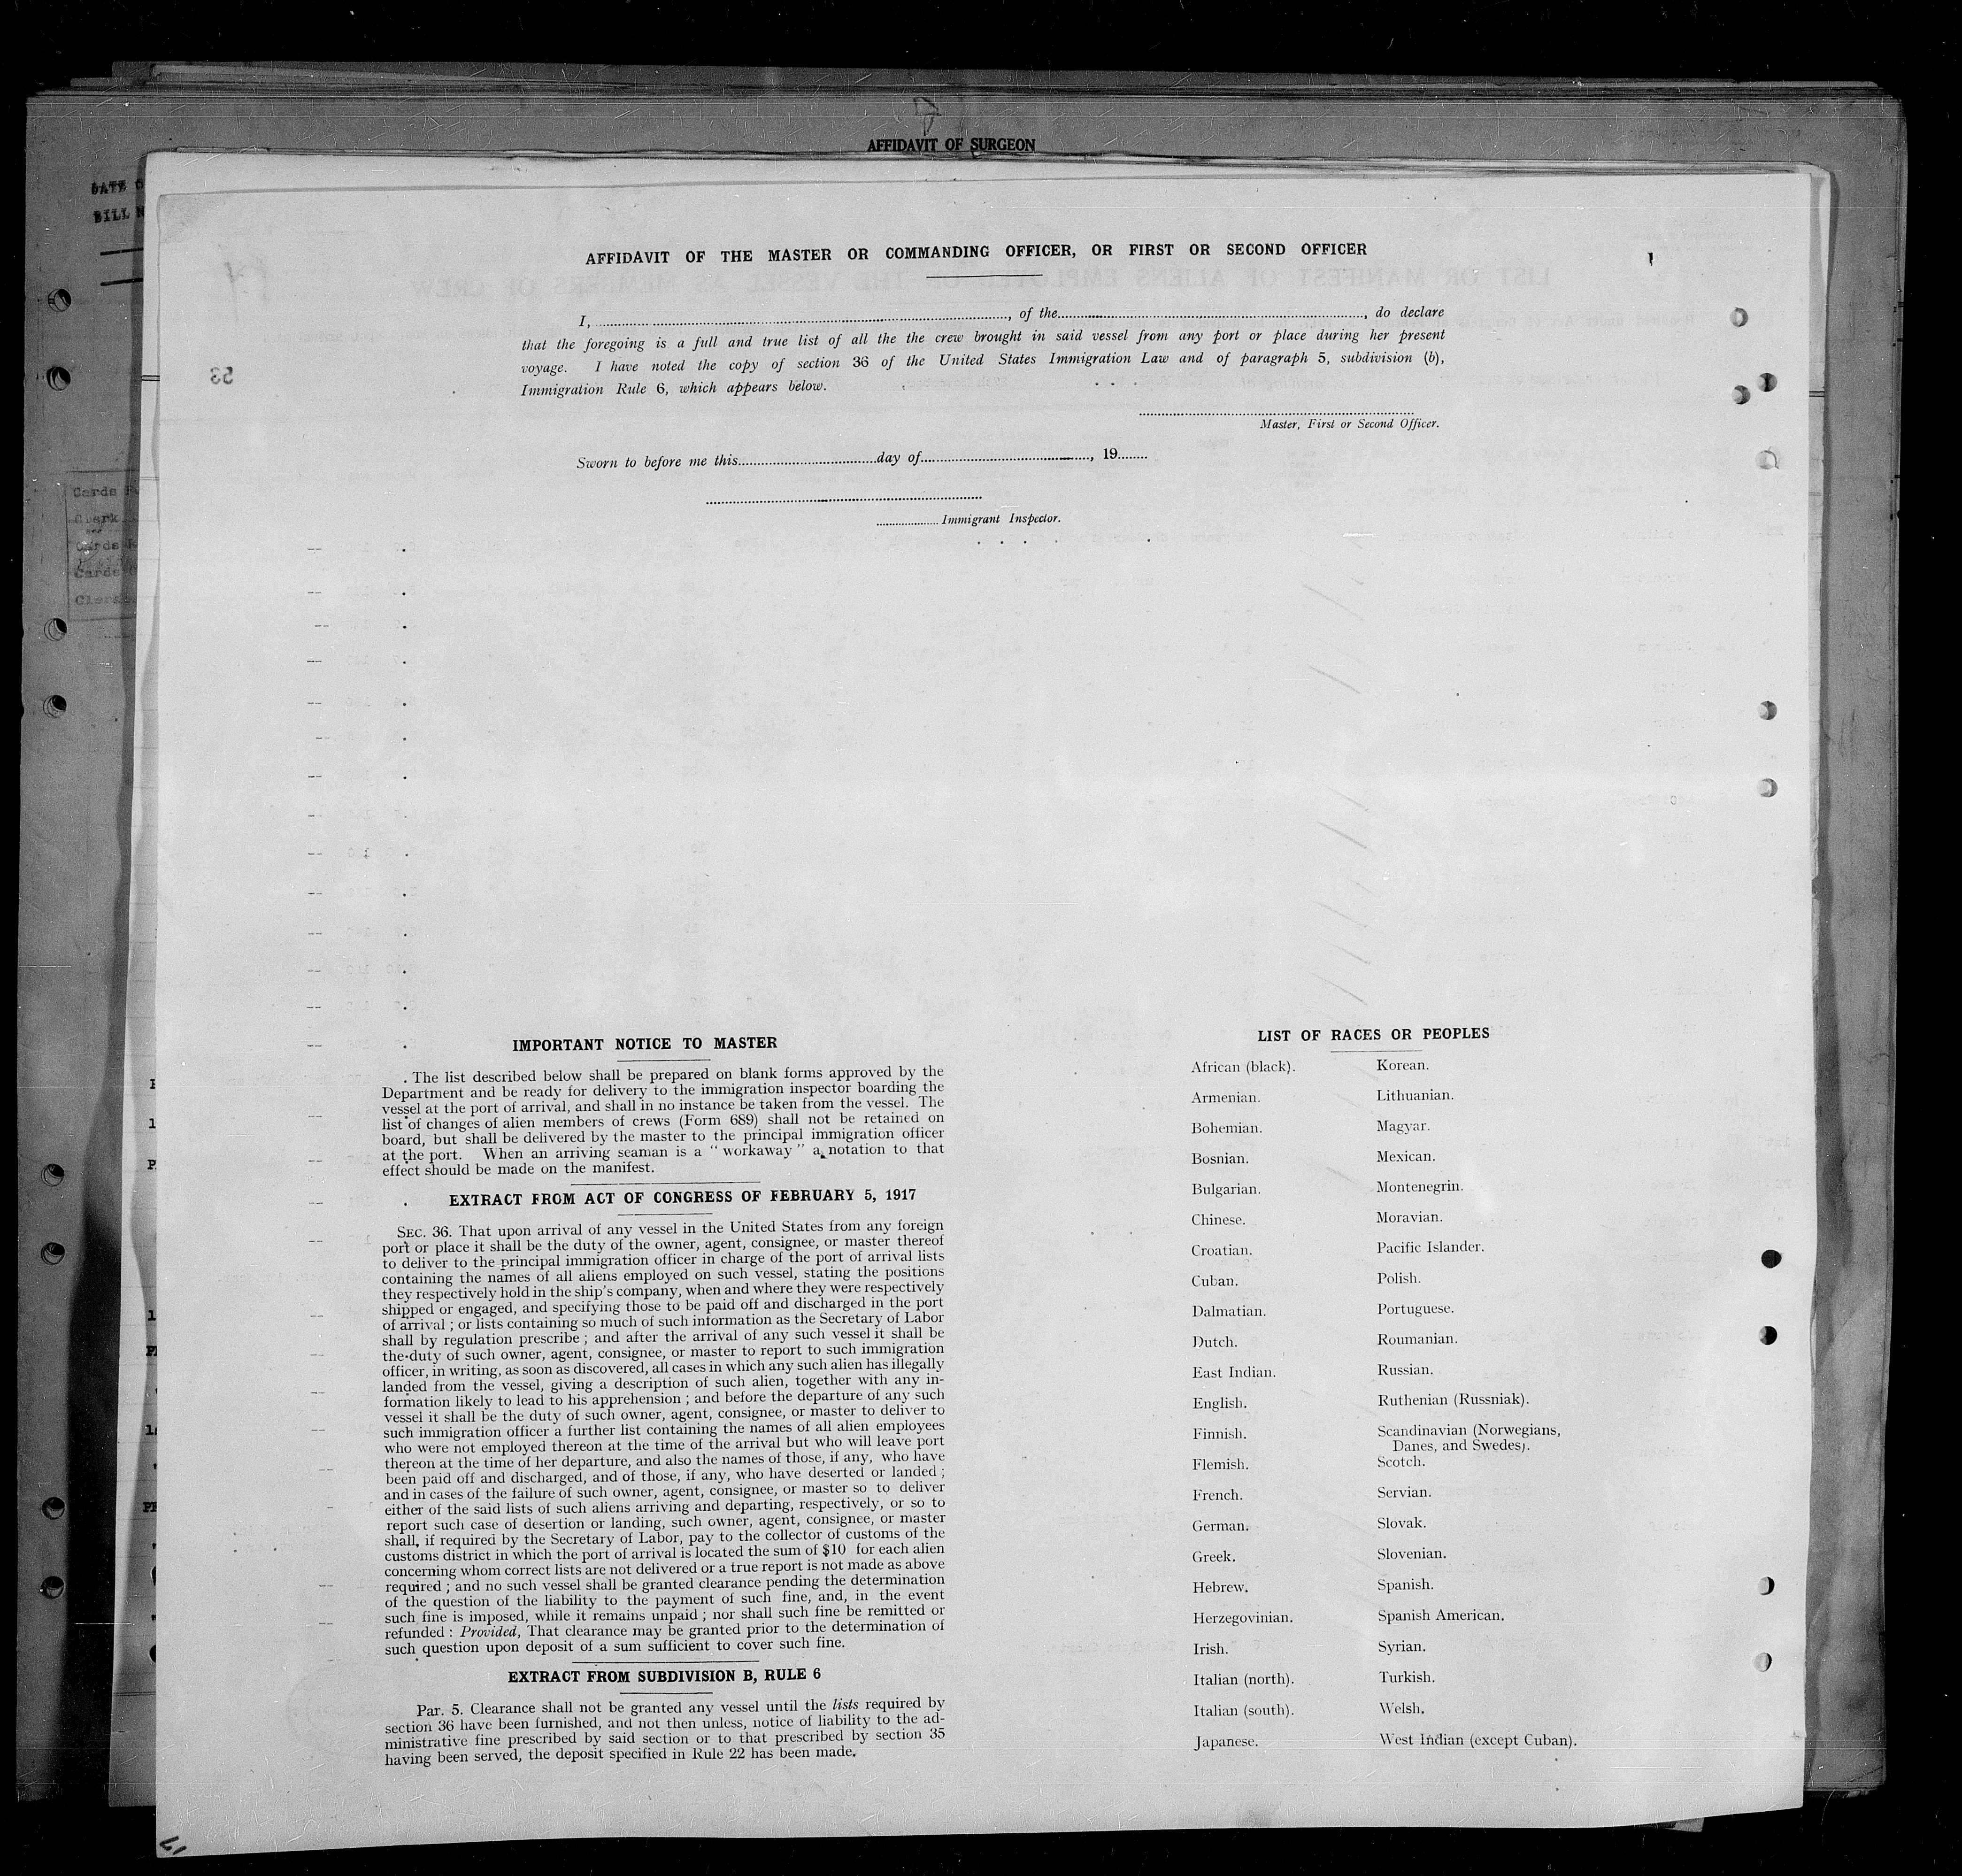 AFFIDAVIT OF SURGEON
DATE
BILL
AFFIDAVIT OF THE MASTER OR COMMANDING OFFICER, OR FIRST OR SECOND OFFICER
I, ..............................., of the..............................., do declare
that the foregoing is a full and true list of all the the crew brought in said vessel from any port or place during her present
voyage. I have noted the copy of section 36 of the United States Immigration Law and of paragraph 5, subdivision (b),
Immigration Rule 6, which appears below.
53
Master, First or Second Officer.
Sworn to before me this...............................day of..............................., 19........
.................... Immigrant Inspector.
Cards
Clerk
Cards
Cards
Clerk
IMPORTANT NOTICE TO MASTER
The list described below shall be prepared on blank forms approved by the
Department and be ready for delivery to the immigration inspector boarding the
vessel at the port of arrival, and shall in no instance be taken from the vessel. The
list of changes of alien members of crews (Form 689) shall not be retained on
board, but shall be delivered by the master to the principal immigration officer
at the port. When an arriving seaman is a "workaway" a notation to that
effect should be made on the manifest.
EXTRACT FROM ACT OF CONGRESS OF FEBRUARY 5, 1917
SEC. 36. That upon arrival of any vessel in the United States from any foreign
port or place it shall be the duty of the owner, agent, consignee, or master thereof
to deliver to the principal immigration officer in charge of the port of arrival lists
containing the names of all aliens employed on such vessel, stating the positions
they respectively hold in the ship's company, when and where they were respectively
shipped or engaged, and specifying those to be paid off and discharged in the port
of arrival; or lists containing so much of such information as the Secretary of Labor
shall by regulation prescribe; and after the arrival of any such vessel it shall be
the duty of such owner, agent, consignee, or master to report to such immigration
officer, in writing, as soon as discovered, all cases in which any such alien has illegally
landed from the vessel, giving a description of such alien, together with any in-
formation likely to lead to his apprehension; and before the departure of any such
vessel it shall be the duty of such owner, agent, consignee, or master to deliver to
such immigration officer a further list containing the names of all alien employees
who were not employed thereon at the time of the arrival but who will leave port
thereon at the time of her departure, and also the names of those, if any, who have
been paid off and discharged, and of those, if any, who have deserted or landed;
and in cases of the failure of such owner, agent, consignee, or master so to deliver
either of the said lists of such aliens arriving and departing, respectively, or so to
report such case of desertion or landing, such owner, agent, consignee, or master
shall, if required by the Secretary of Labor, pay to the collector of customs of the
customs district in which the port of arrival is located the sum of $10 for each alien
concerning whom correct lists are not delivered or a true report is not made as above
required; and no such vessel shall be granted clearance pending the determination
of the question of the liability to the payment of such fine, and, in the event
such fine is imposed, while it remains unpaid; nor shall such fine be remitted or
refunded: Provided, That clearance may be granted prior to the determination of
such question upon deposit of a sum sufficient to cover such fine.
EXTRACT FROM SUBDIVISION B, RULE 6
Par. 5. Clearance shall not be granted any vessel until the lists required by
section 36 have been furnished, and not then unless, notice of liability to the ad-
ministrative fine prescribed by said section or to that prescribed by section 35
having been served, the deposit specified in Rule 22 has been made.
LIST OF RACES OR PEOPLES
African (black).
Armenian.
Bohemian.
Bosnian.
Bulgarian.
Chinese.
Croatian.
Cuban.
Dalmatian.
Dutch.
East Indian.
English.
Finnish.
Flemish.
French.
German.
Greek.
Hebrew.
Herzegovinian.
Irish.
Italian (north).
Italian (south).
Japanese.
Korean.
Lithuanian.
Magyar.
Mexican.
Montenegrin.
Moravian.
Pacific Islander.
Polish.
Portuguese.
Roumanian.
Russian.
Ruthenian (Russniak).
Scandinavian (Norwegians,
Danes, and Swedes).
Scotch.
Servian.
Slovak.
Slovenian.
Spanish.
Spanish American.
Syrian.
Turkish.
Welsh.
West Indian (except Cuban).